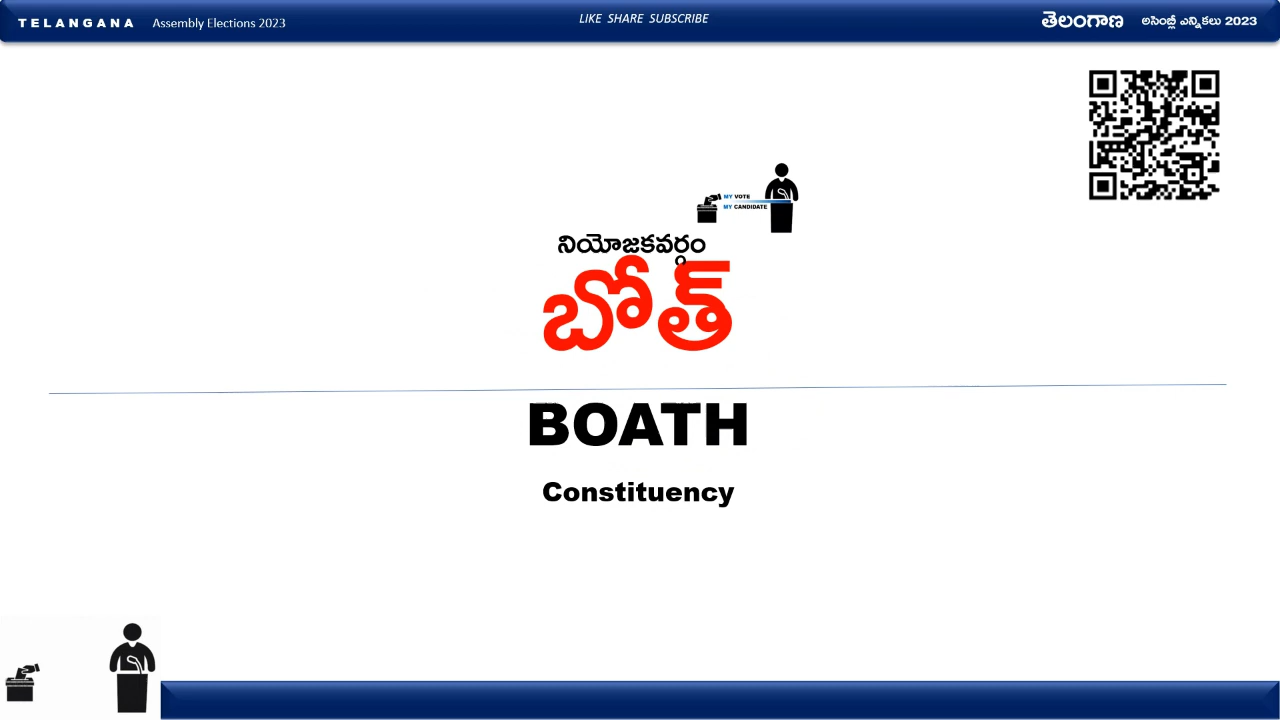 TELANGANA Assembly Elections 2023
LIKE SHARE SUBSCRIBE
తెలంగాణ అసెంబ్లీ ఎన్నికలు 2023
MY VOTE
MY CANDIDATE
నియోజకవర్గం
బోత్
BOATH
Constituency